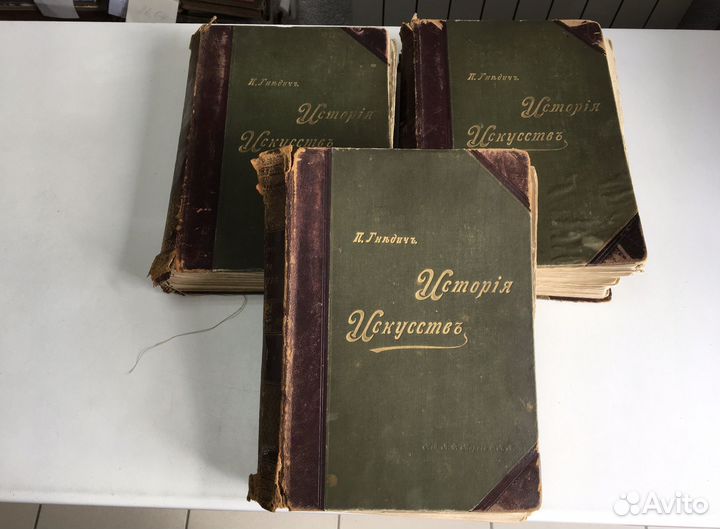 П. Гнѣдичъ.
Исторія
Искусствъ
П. Гнѣдичъ.
Исторія
Искусствъ
П. Гнѣдичъ.
Исторія
Искусствъ
Avito